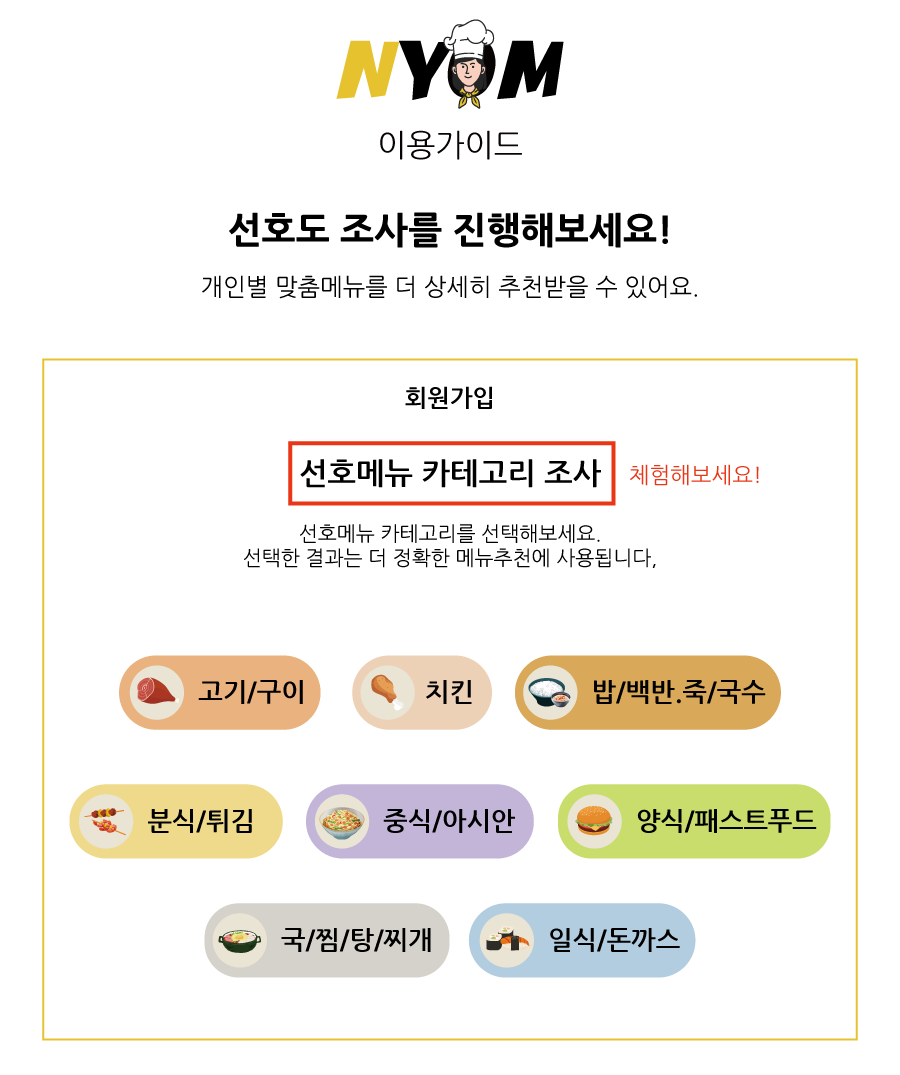 NYOM
이용가이드
선호도 조사를 진행해보세요!
개인별 맞춤메뉴를 더 상세히 추천받을 수 있어요.
회원가입
선호메뉴 카테고리 조사 체험해보세요!
선호메뉴 카테고리를 선택해보세요.
선택한 결과는 더 정확한 메뉴추천에 사용됩니다,
고기/구이 치킨 밥/백반.죽/국수
분식/튀김 중식/아시안 양식/패스트푸드
국/찜/탕/찌개 일식/돈까스